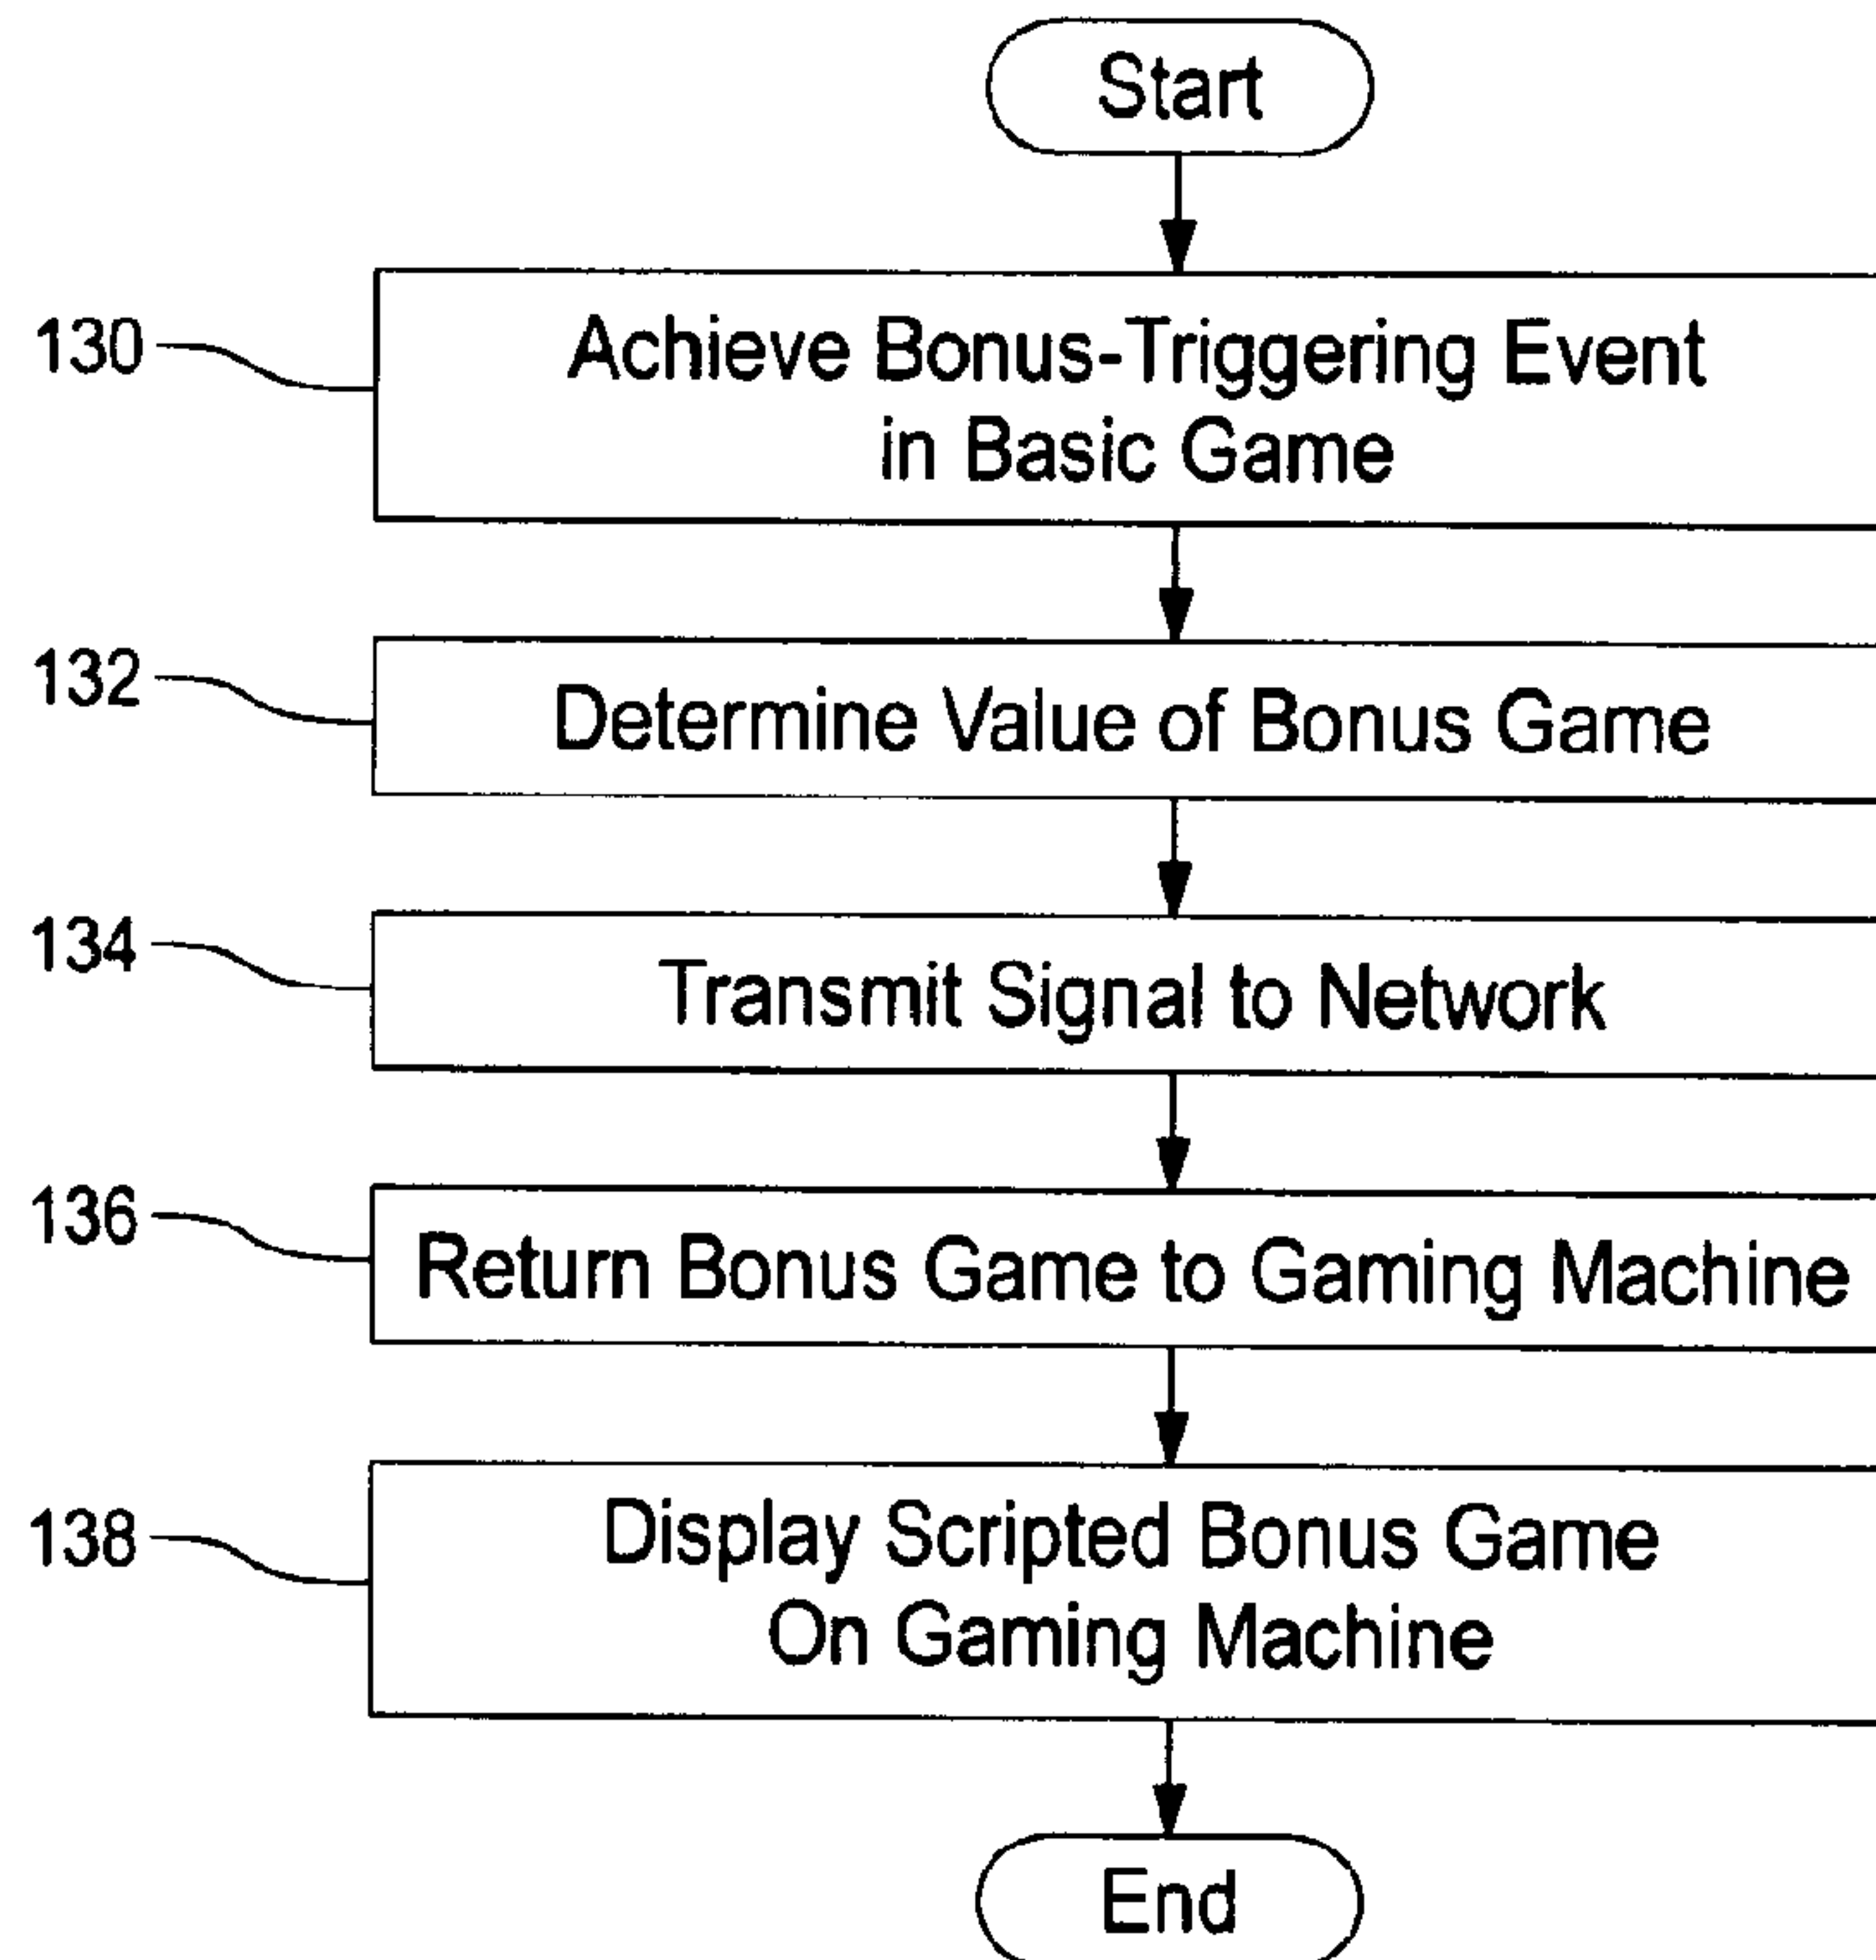 Start
130
Achieve Bonus-Triggering Event
in Basic Game
132
Determine Value of Bonus Game
134
Transmit Signal to Network
136
Return Bonus Game to Gaming Machine
138
Display Scripted Bonus Game
On Gaming Machine
End